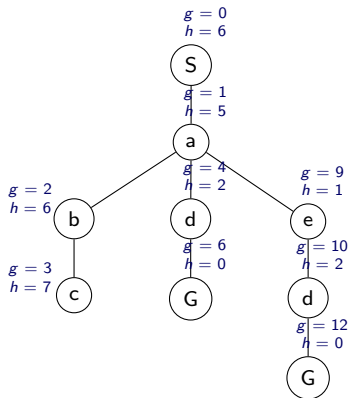 g = 0
h = 6
S
g = 1
h = 5
a
g = 2
h = 6
b
g = 4
h = 2
d
g = 9
h = 1
e
g = 3
h = 7
c
g = 6
h = 0
G
g = 10
h = 2
d
g = 12
h = 0
G